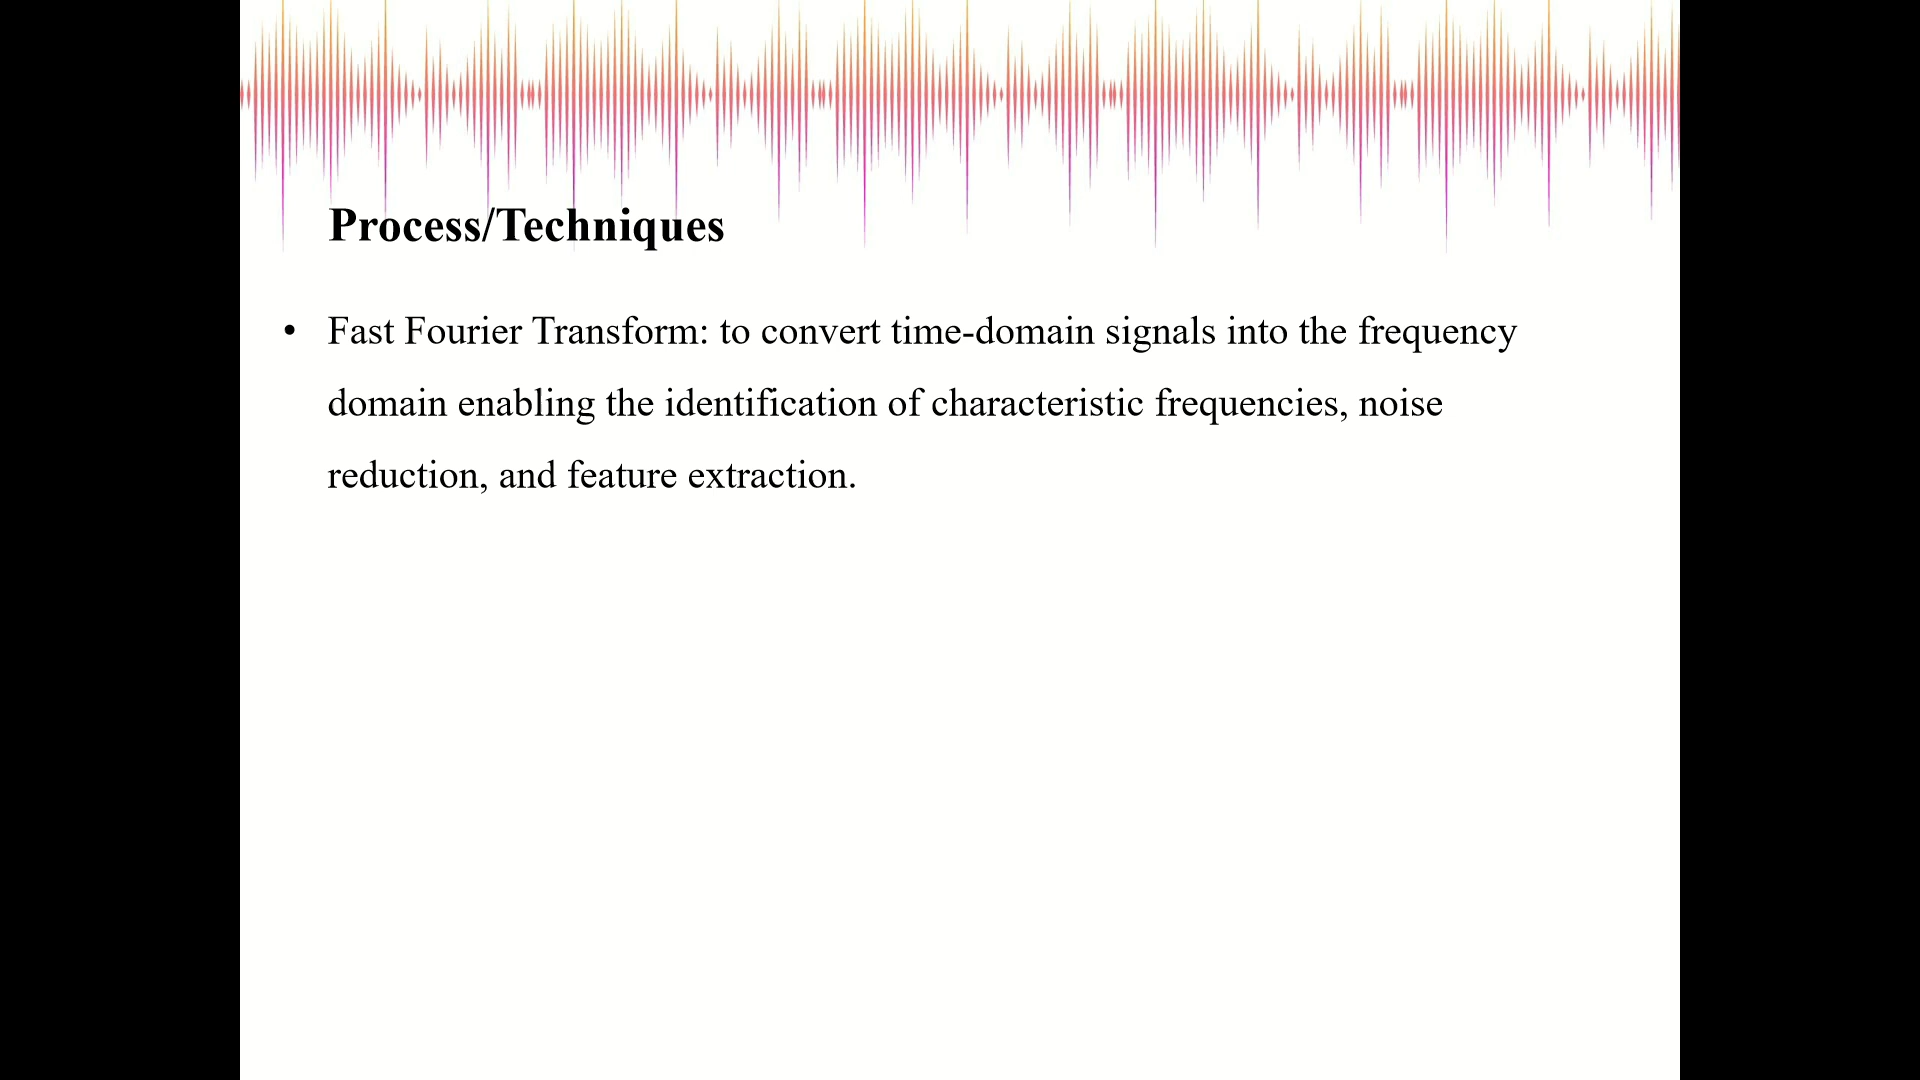 Process/Techniques
• Fast Fourier Transform: to convert time-domain signals into the frequency
domain enabling the identification of characteristic frequencies, noise
reduction, and feature extraction.